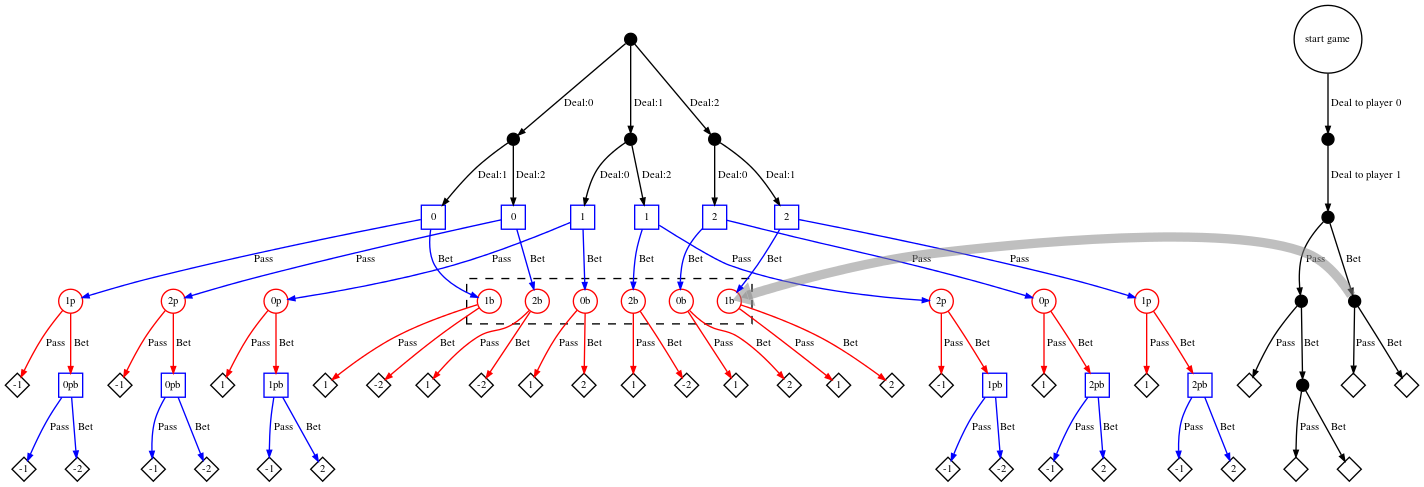 start game
Deal:0 Deal:1 Deal:2 Deal to player 0
Deal:1 Deal:2 Deal:0 Deal:2 Deal:0 Deal:1 Deal to player 1
0 0 1 1 2 2
Pass Pass Bet Pass Bet Bet Bet Pass Bet Bet Pass Pass Pass Bet
1p 2p 0p 1b 2b 0b 2b 0b 1b 2p 0p 1p
Pass Bet Pass Bet Pass Bet Pass Bet Pass Bet Pass Bet Pass Bet Pass Bet Pass Bet Pass Bet Pass Bet Pass Bet Pass Bet Pass Bet
-1 0pb -1 0pb 1 1pb 1 -2 1 -2 1 2 1 -2 1 2 1 2 -1 1pb 1 2pb 1 2pb
Pass Bet Pass Bet Pass Bet Pass Bet Pass Bet Pass Bet Pass Bet
-1 -2 -1 -2 -1 2 -1 -2 -1 2 -1 2